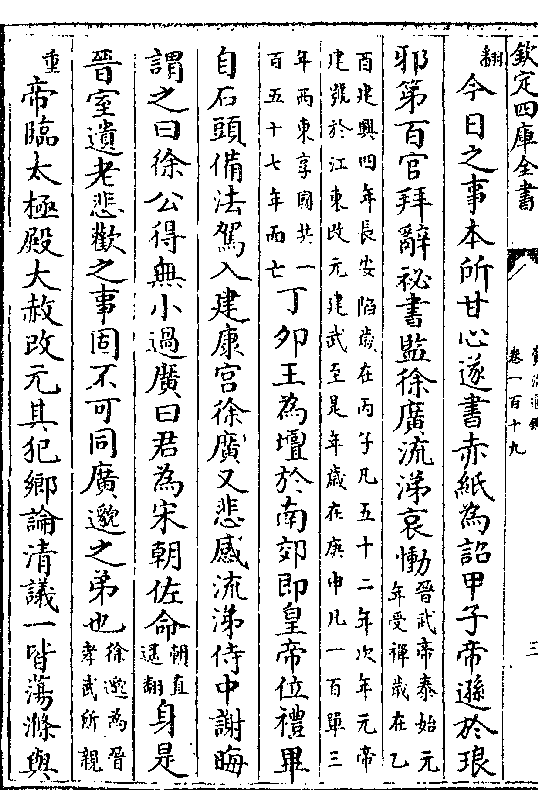 欽定四庫全書
資治通鑑
卷一百十九
三
翻
今日之事本所甘心遂書赤紙為詔甲子帝遜於琅
邪第百官拜辭祕書監徐廣流涕哀慟
晉武帝泰始元
年受禪歲在乙
酉建興四年長安陷歲在丙子凡五十二年次年元帝
建號於江東改元建武至是年歲在庚申凡一百單三
年西東享國共一
百五十七年而亡
丁卯王為壇於南郊即皇帝位禮畢
自石頭備法駕入建康宮徐廣又悲感流涕侍中謝晦
謂之曰徐公得無小過廣曰君為宋朝佐命
朝直
遙翻
身是
晉室遺老悲歡之事固不可同廣邈之弟也
徐邈為晉
孝武所親
重
帝臨太極殿大赦改元其犯鄉論清議一皆蕩滌與